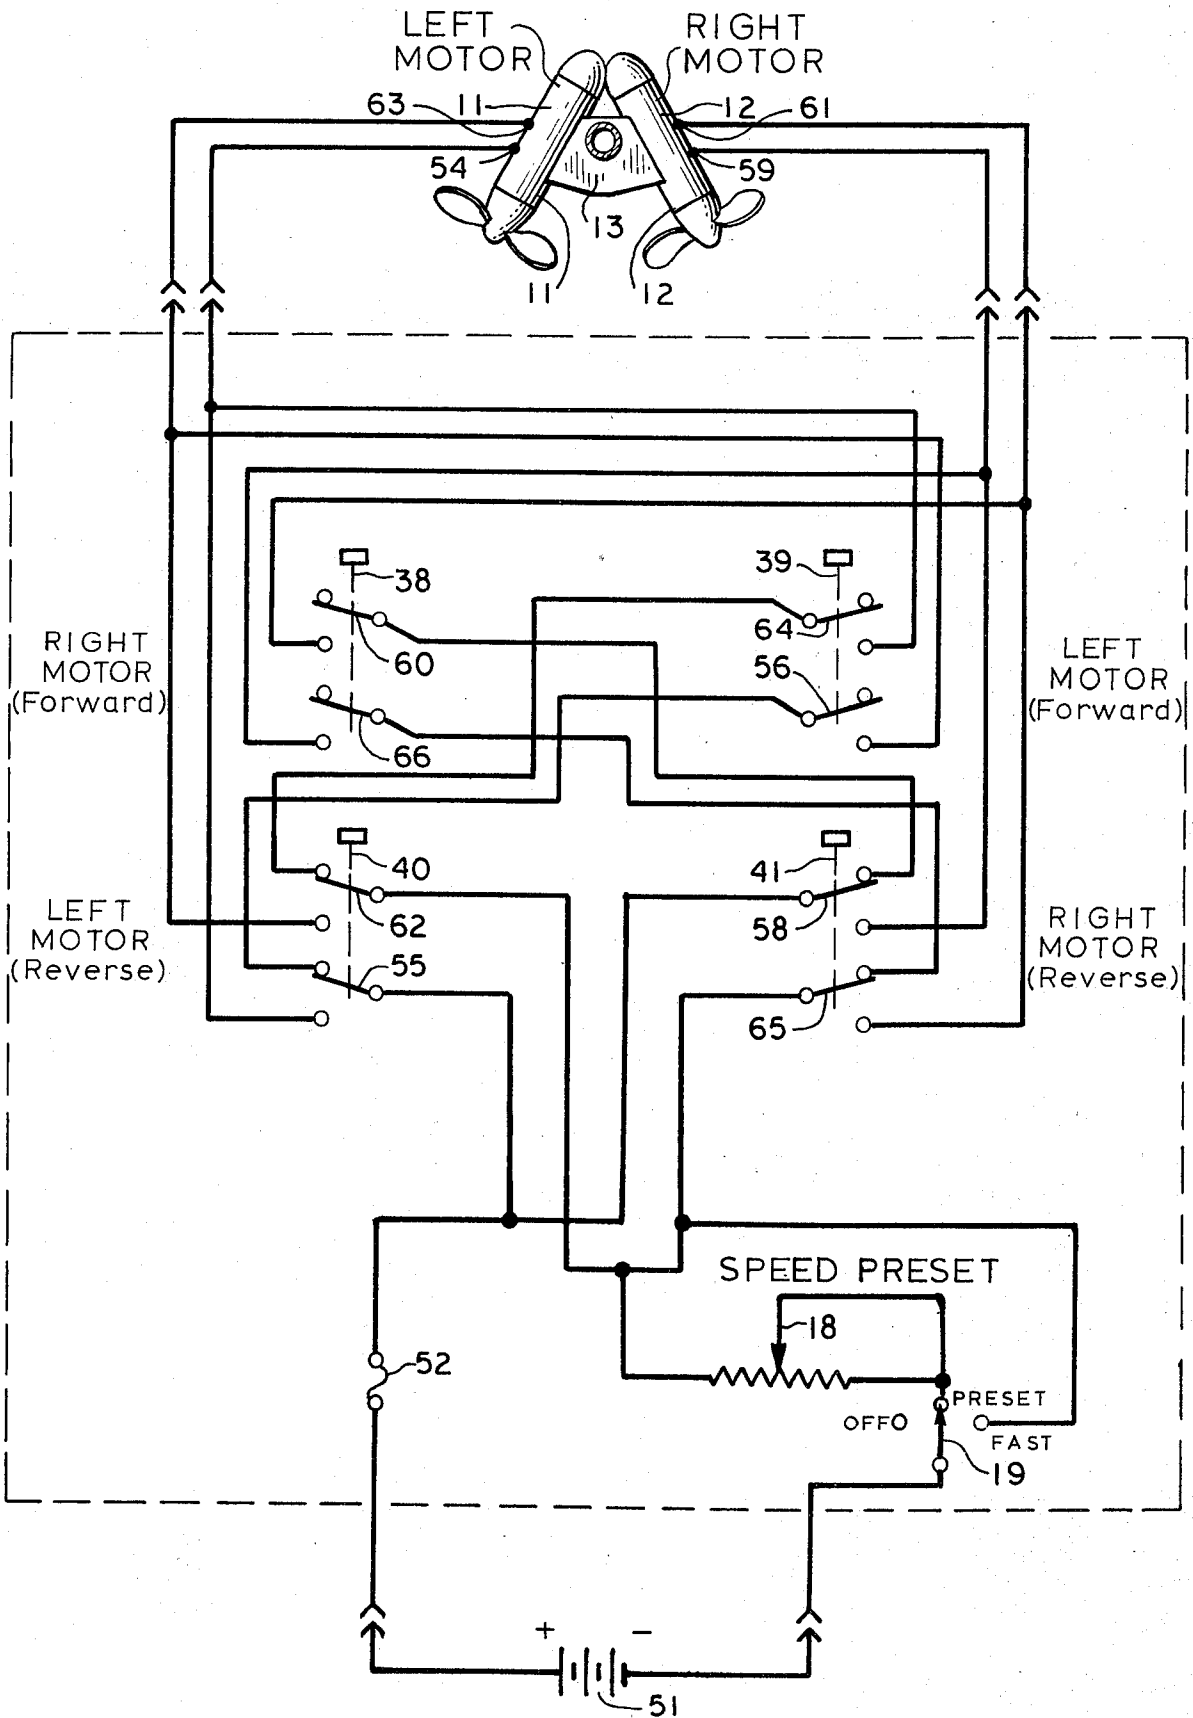 LEFT
MOTOR
RIGHT
MOTOR
63
11
12
61
54
59
13
11
12
38
39
RIGHT
MOTOR
(Forward)
60
64
56
LEFT
MOTOR
(Forward)
66
40
41
LEFT
MOTOR
(Reverse)
62
58
RIGHT
MOTOR
(Reverse)
55
65
SPEED PRESET
18
52
PRESET
OFF
FAST
19
+ −
51